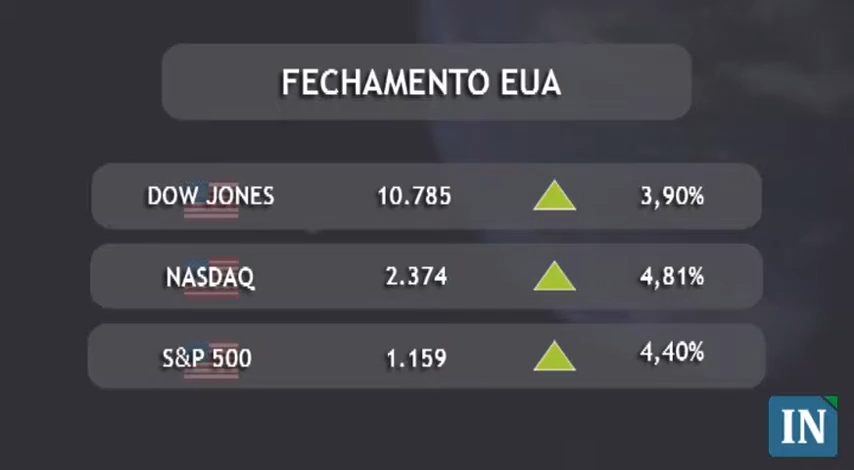 FECHAMENTO EUA
DOW JONES 10.785 3,90%
NASDAQ 2.374 4,81%
S&P 500 1.159 4,40%
IN